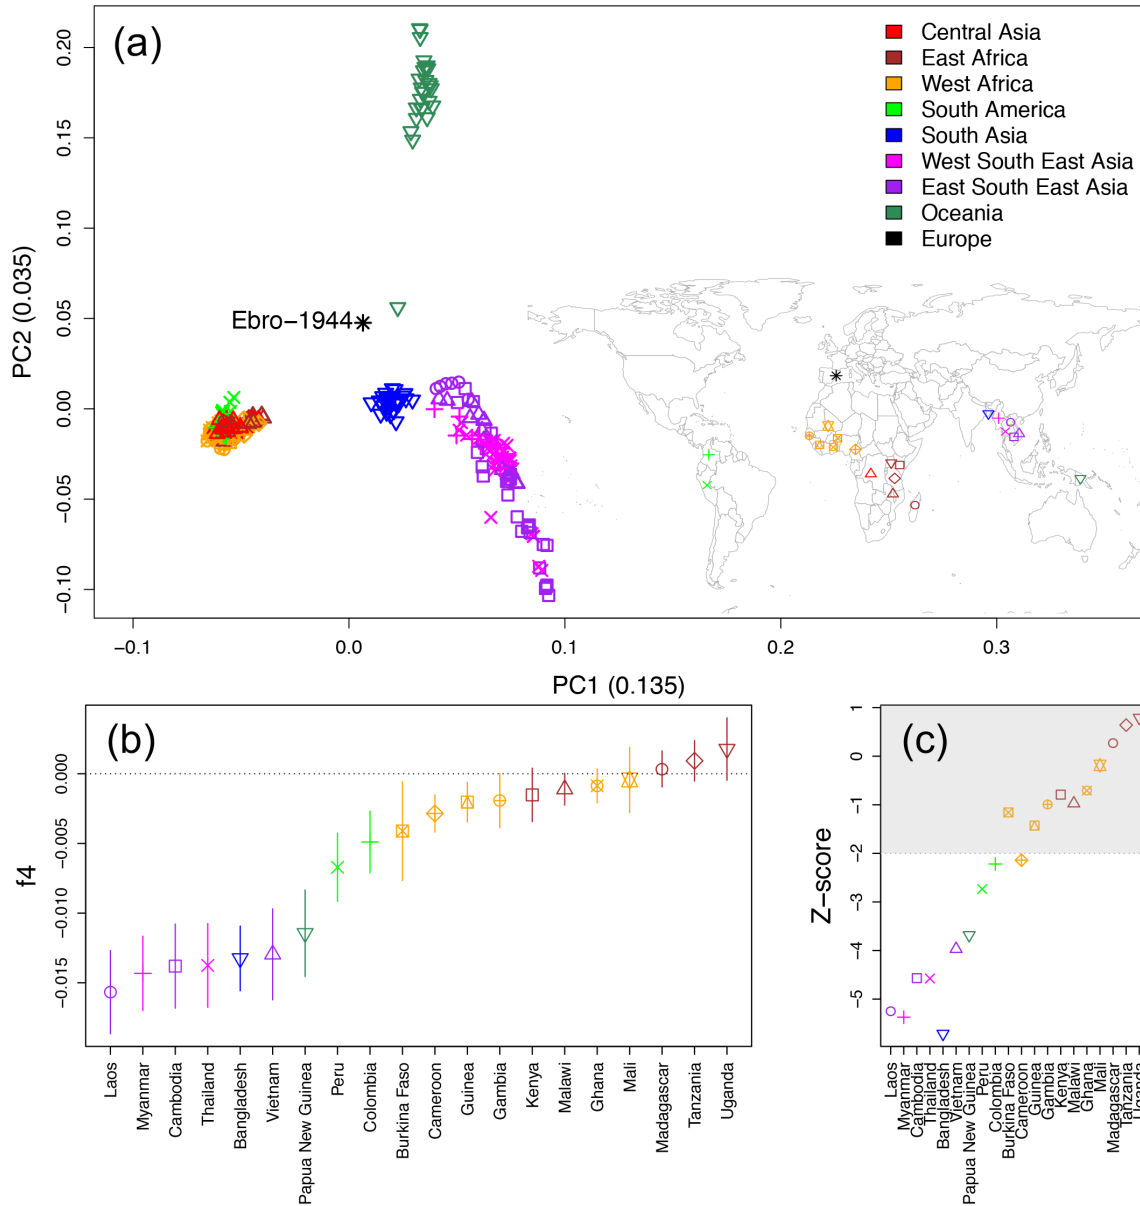 (a)
Central Asia
East Africa
West Africa
South America
South Asia
West South East Asia
East South East Asia
Oceania
Europe
0.20
0.15
0.10
0.05
0.00
−0.05
−0.10
PC2 (0.035)
Ebro−1944
−0.1
0.0
0.1
0.2
0.3
PC1 (0.135)
(b)
0.000
−0.005
−0.010
−0.015
f4
Laos
Myanmar
Cambodia
Thailand
Bangladesh
Vietnam
Papua New Guinea
Peru
Colombia
Burkina Faso
Cameroon
Guinea
Gambia
Kenya
Malawi
Ghana
Mali
Madagascar
Tanzania
Uganda
(c)
1
0
−1
−2
−3
−4
−5
Z−score
Laos
Myanmar
Cambodia
Thailand
Bangladesh
Vietnam
Papua New Guinea
Peru
Colombia
Burkina Faso
Cameroon
Guinea
Gambia
Kenya
Malawi
Ghana
Mali
Madagascar
Tanzania